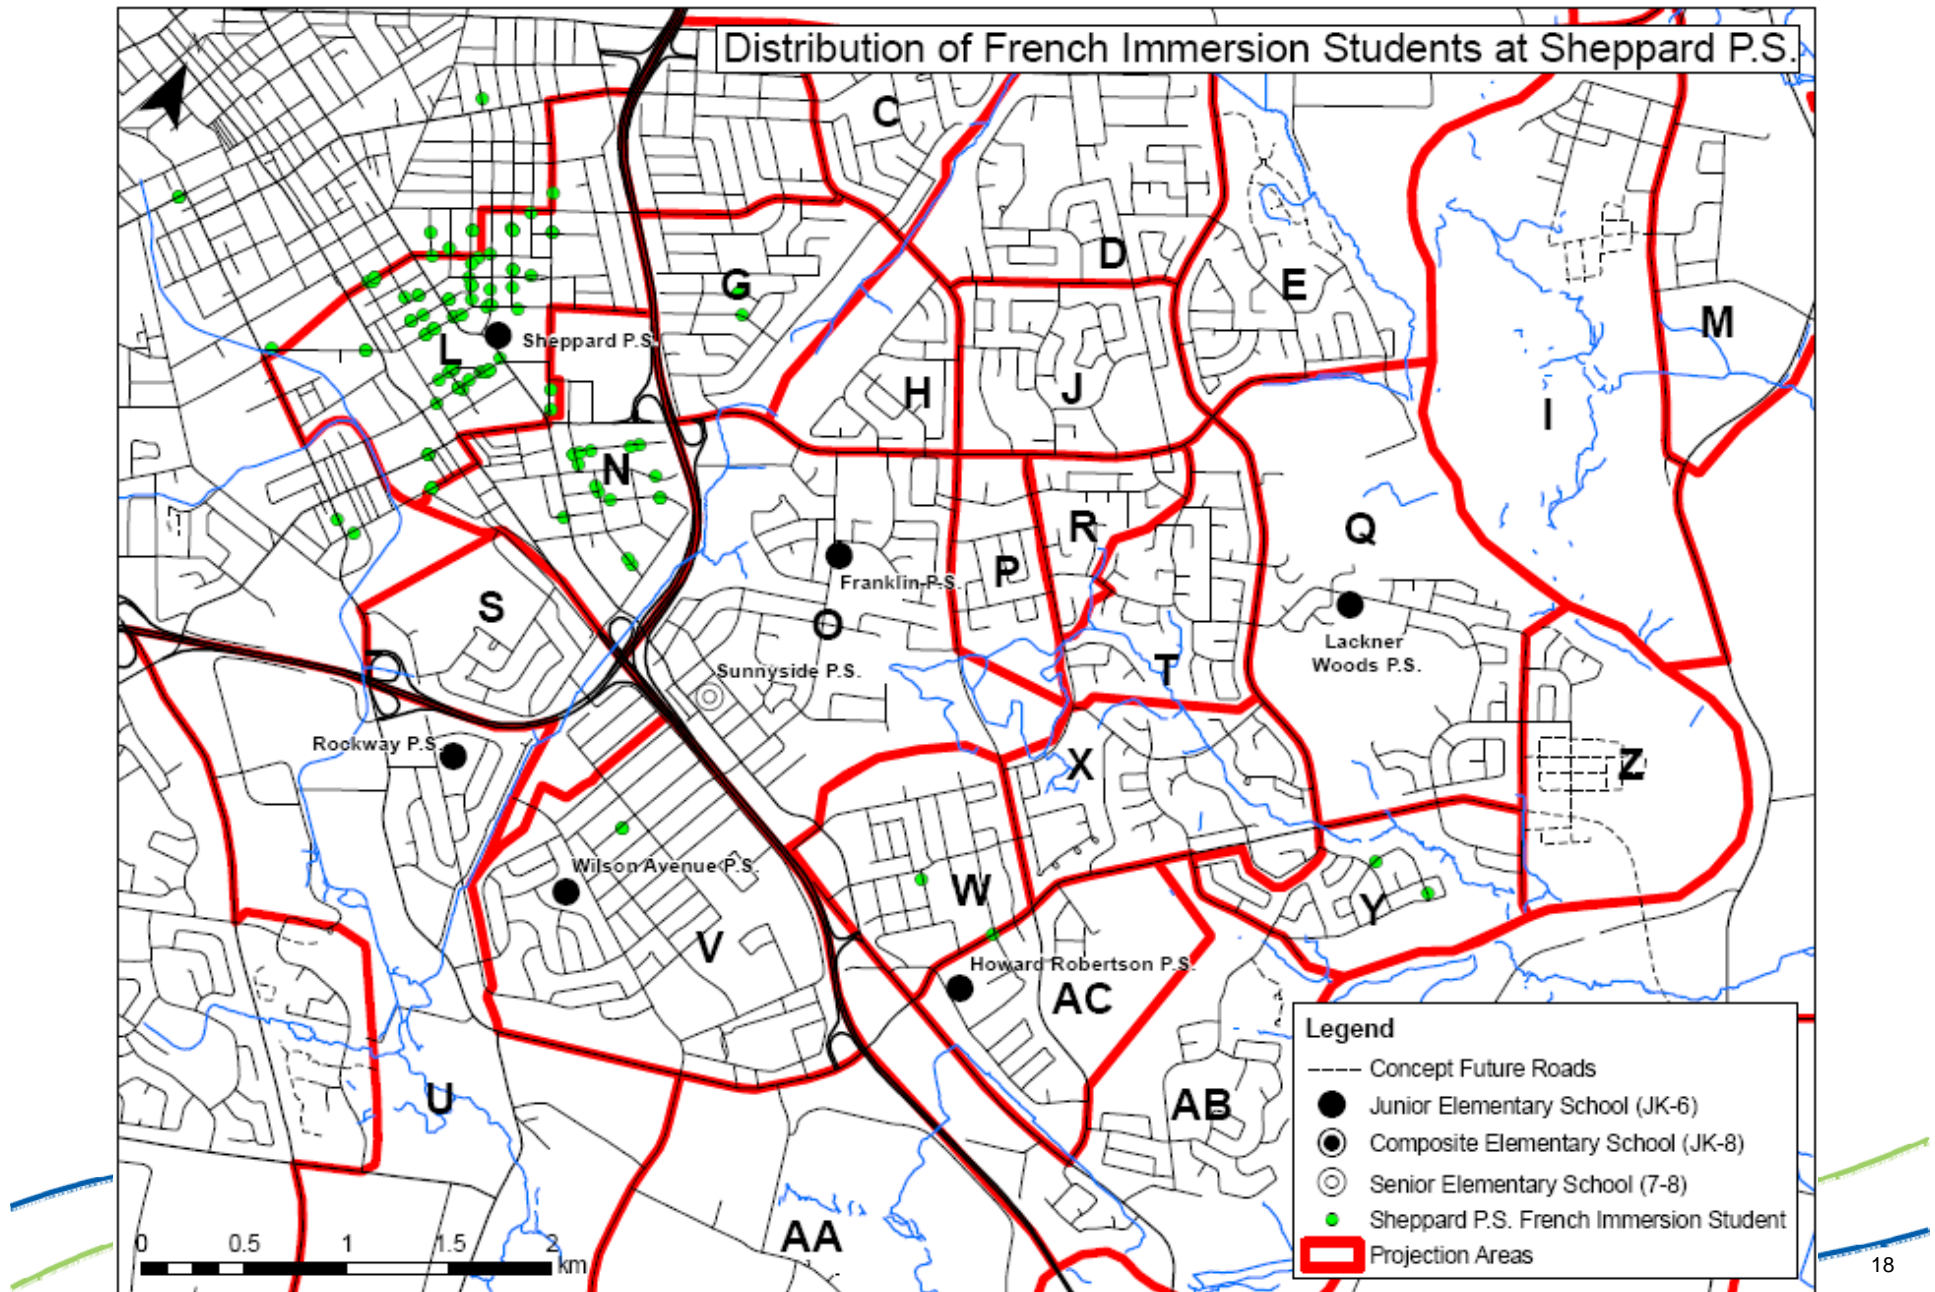 Distribution of French Immersion Students at Sheppard P.S.
C
D
G
E
M
Sheppard P.S.
L
H
J
I
N
Q
R
P
Franklin P.S.
S
O
Lackner
Woods P.S.
T
Sunnyside P.S.
Rockway P.S.
X
Z
Wilson Avenue P.S.
W
Y
V
Howard Robertson P.S.
AC
U
AB
AA
Legend
Concept Future Roads
Junior Elementary School (JK-6)
Composite Elementary School (JK-8)
Senior Elementary School (7-8)
Sheppard P.S. French Immersion Student
Projection Areas
0 0.5 1 1.5 2
km
18